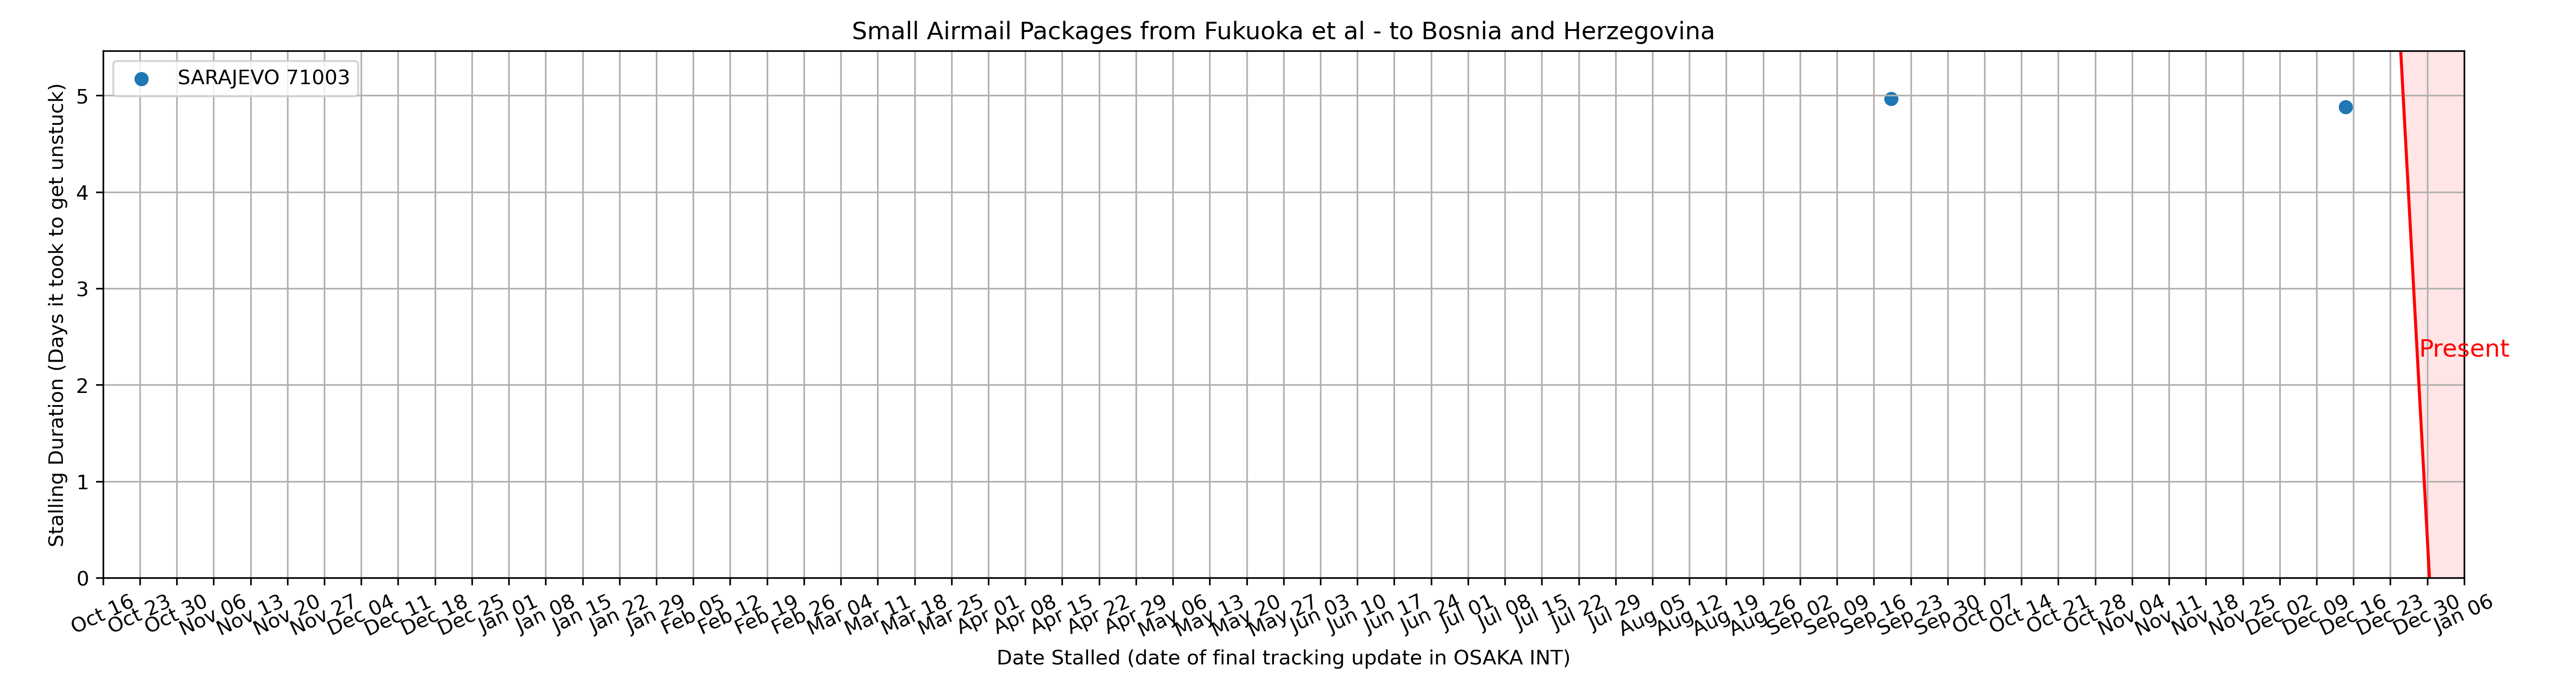 Small Airmail Packages from Fukuoka et al - to Bosnia and Herzegovina
SARAJEVO 71003
Stalling Duration (Days it took to get unstuck)
5
4
3
2
1
0
Present
Oct 16
Oct 23
Oct 30
Nov 06
Nov 13
Nov 20
Nov 27
Dec 04
Dec 11
Dec 18
Dec 25
Jan 01
Jan 08
Jan 15
Jan 22
Jan 29
Feb 05
Feb 12
Feb 19
Feb 26
Mar 04
Mar 11
Mar 18
Mar 25
Apr 01
Apr 08
Apr 15
Apr 22
Apr 29
May 06
May 13
May 20
May 27
Jun 03
Jun 10
Jun 17
Jun 24
Jul 01
Jul 08
Jul 15
Jul 22
Jul 29
Aug 05
Aug 12
Aug 19
Aug 26
Sep 02
Sep 09
Sep 16
Sep 23
Sep 30
Oct 07
Oct 14
Oct 21
Oct 28
Nov 04
Nov 11
Nov 18
Nov 25
Dec 02
Dec 09
Dec 16
Dec 23
Dec 30
Jan 06
Date Stalled (date of final tracking update in OSAKA INT)